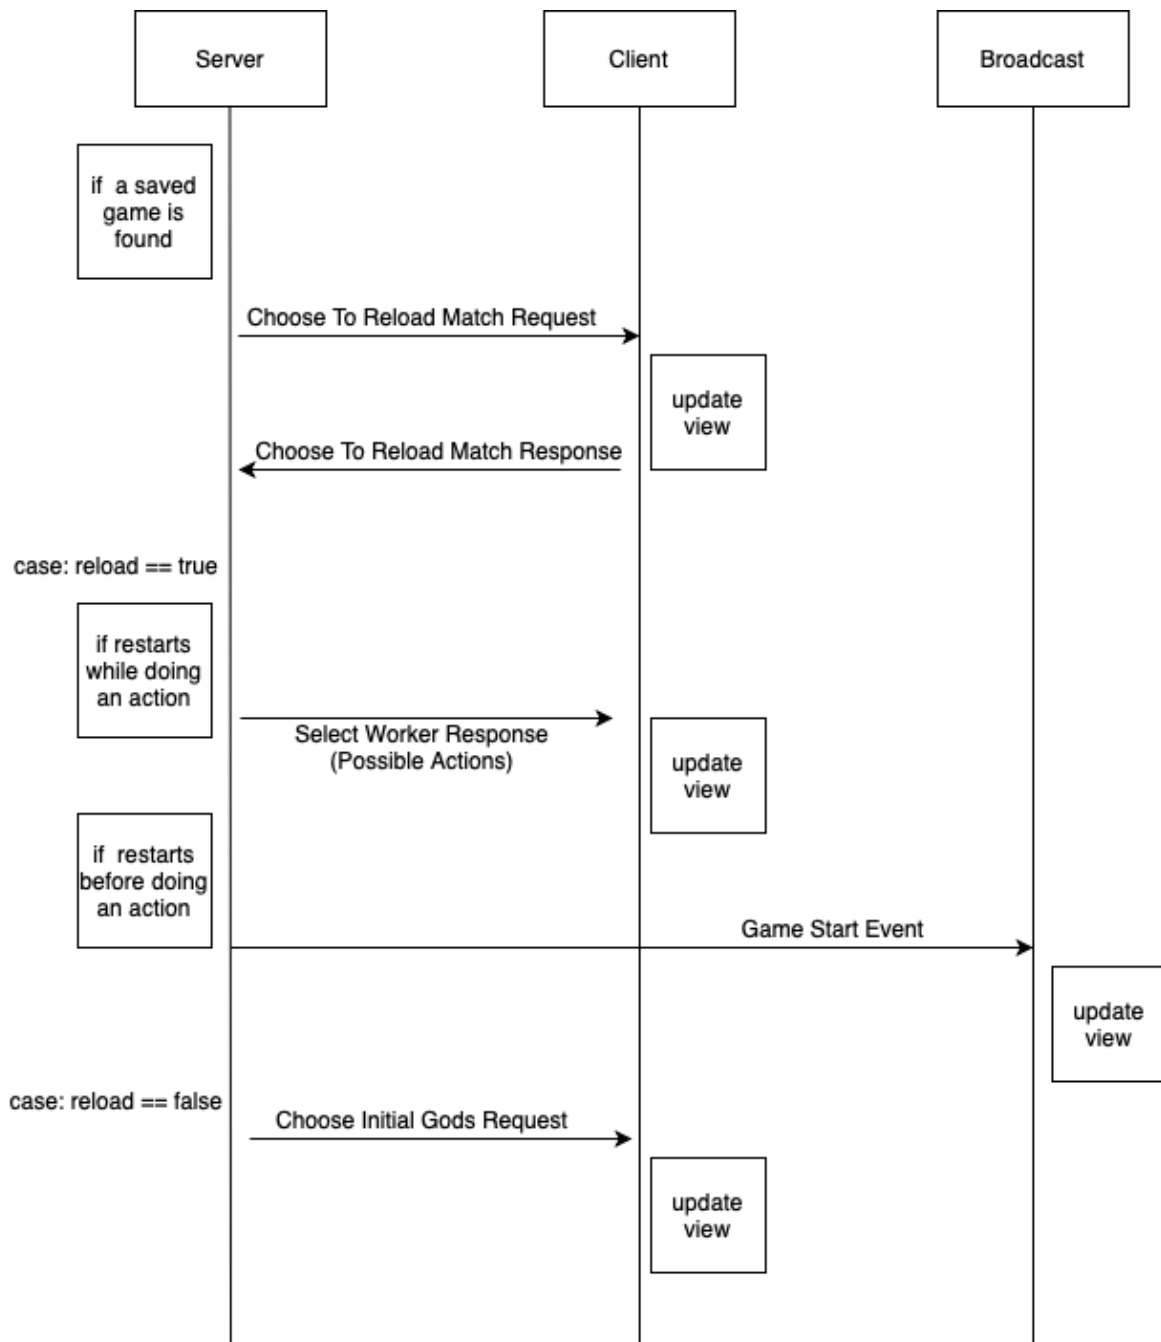 Server
Client
Broadcast
if a saved
game is
found
Choose To Reload Match Request
update
view
Choose To Reload Match Response
case: reload == true
if restarts
while doing
an action
Select Worker Response
(Possible Actions)
update
view
if restarts
before doing
an action
Game Start Event
update
view
case: reload == false
Choose Initial Gods Request
update
view